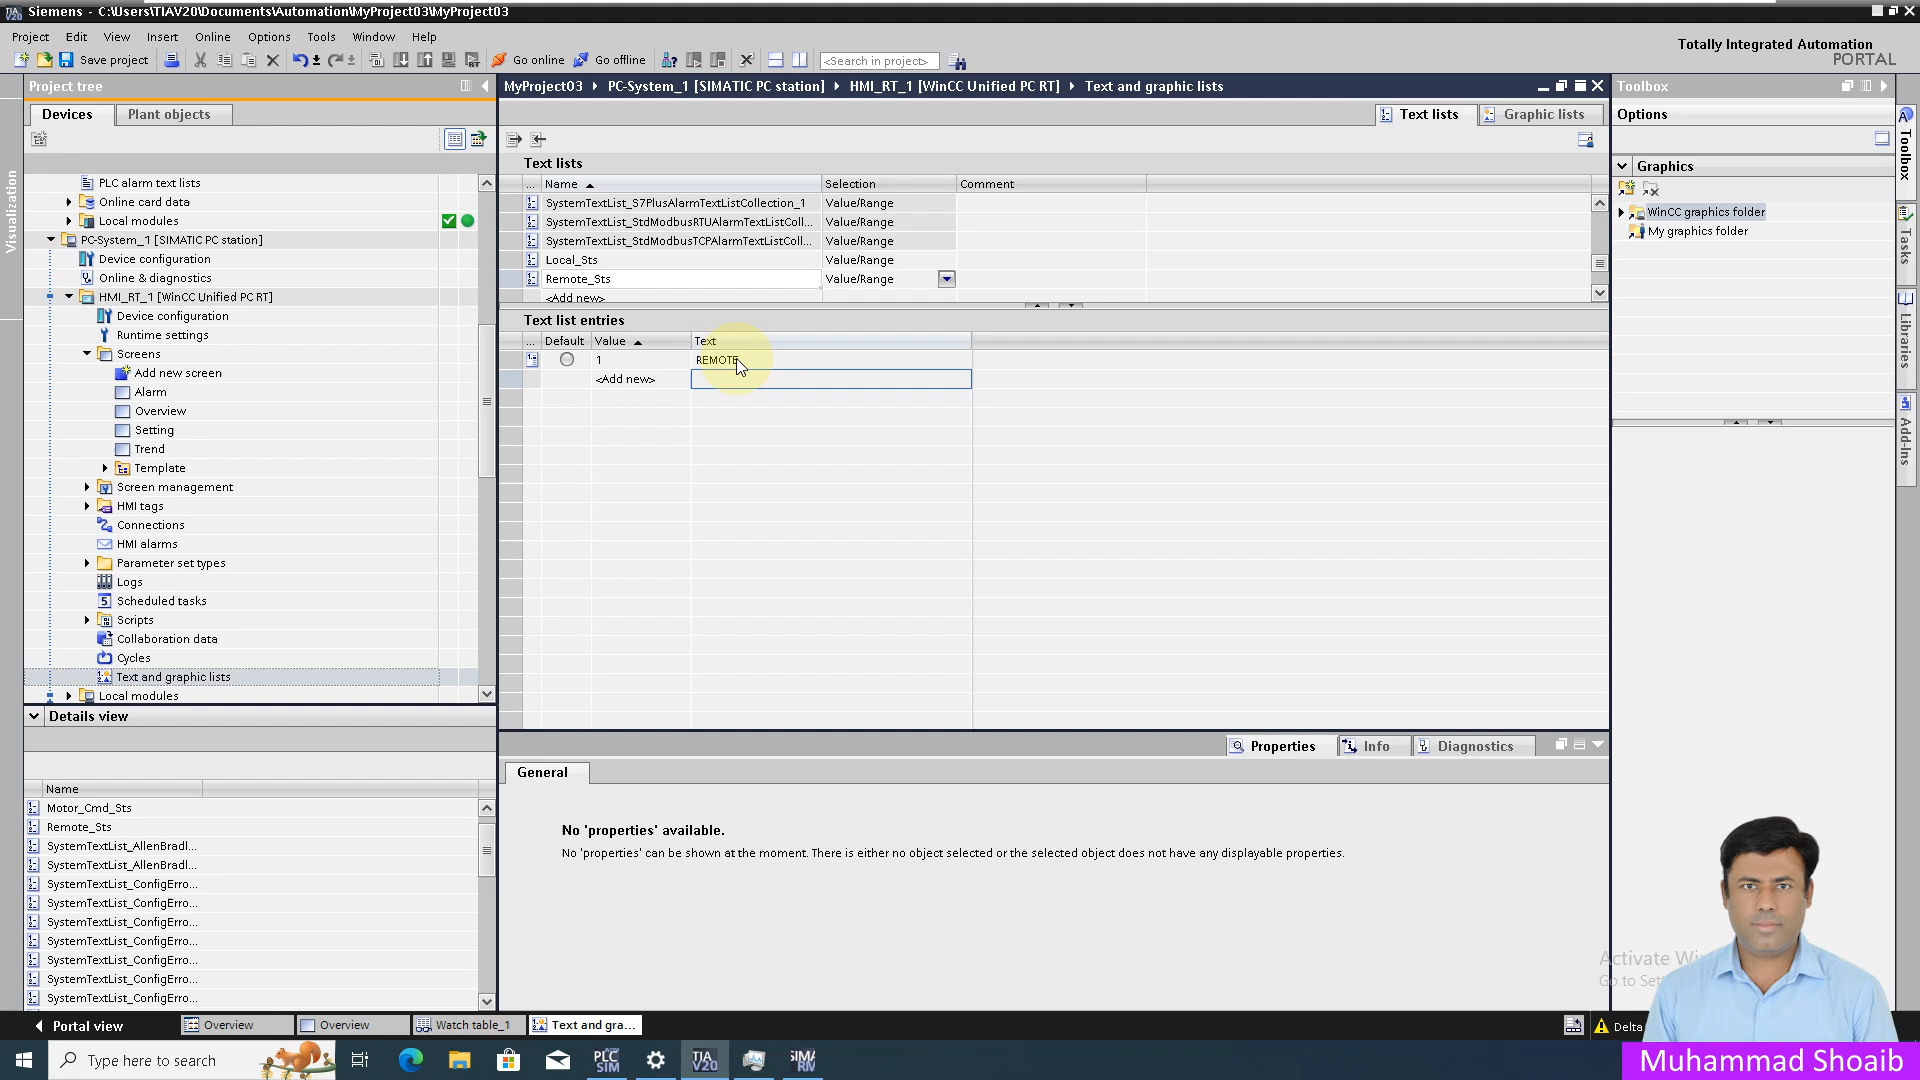 Siemens - C:\Users\TIAV20\Documents\Automation\MyProject03\MyProject03
Project Edit View Insert Online Options Tools Window Help
Totally Integrated Automation
PORTAL
Save project
Go online
Go offline
<Search in project>
Project tree
MyProject03 ▸ PC-System_1 [SIMATIC PC station] ▸ HMI_RT_1 [WinCC Unified PC RT] ▸ Text and graphic lists
Toolbox
Devices
Plant objects
Text lists
Graphic lists
Options
Visualization
PLC alarm text lists
Online card data
Local modules
PC-System_1 [SIMATIC PC station]
Device configuration
Online & diagnostics
HMI_RT_1 [WinCC Unified PC RT]
Device configuration
Runtime settings
Screens
Add new screen
Alarm
Overview
Setting
Trend
Template
Screen management
HMI tags
Connections
HMI alarms
Parameter set types
Logs
Scheduled tasks
Scripts
Collaboration data
Cycles
Text and graphic lists
Local modules
Text lists
... Name Selection Comment
SystemTextList_S7PlusAlarmTextListCollection_1 Value/Range
SystemTextList_StdModbusRTUAlarmTextListColl... Value/Range
SystemTextList_StdModbusTCPAlarmTextListColl... Value/Range
Local_Sts Value/Range
Remote_Sts Value/Range
<Add new>
Text list entries
... Default Value Text
1 REMOTE
<Add new>
Graphics
WinCC graphics folder
My graphics folder
Toolbox
Tasks
Libraries
Add-Ins
Details view
Name
Motor_Cmd_Sts
Remote_Sts
SystemTextList_AllenBradl...
SystemTextList_AllenBradl...
SystemTextList_ConfigErro...
SystemTextList_ConfigErro...
SystemTextList_ConfigErro...
SystemTextList_ConfigErro...
SystemTextList_ConfigErro...
SystemTextList_ConfigErro...
SystemTextList_ConfigErro...
Properties
Info
Diagnostics
General
No 'properties' available.
No 'properties' can be shown at the moment. There is either no object selected or the selected object does not have any displayable properties.
Activate
Go to
Portal view
Overview
Overview
Watch table_1
Text and gra...
Delta
Type here to search
PLC
SIM
TIA
V20
Muhammad Shoaib